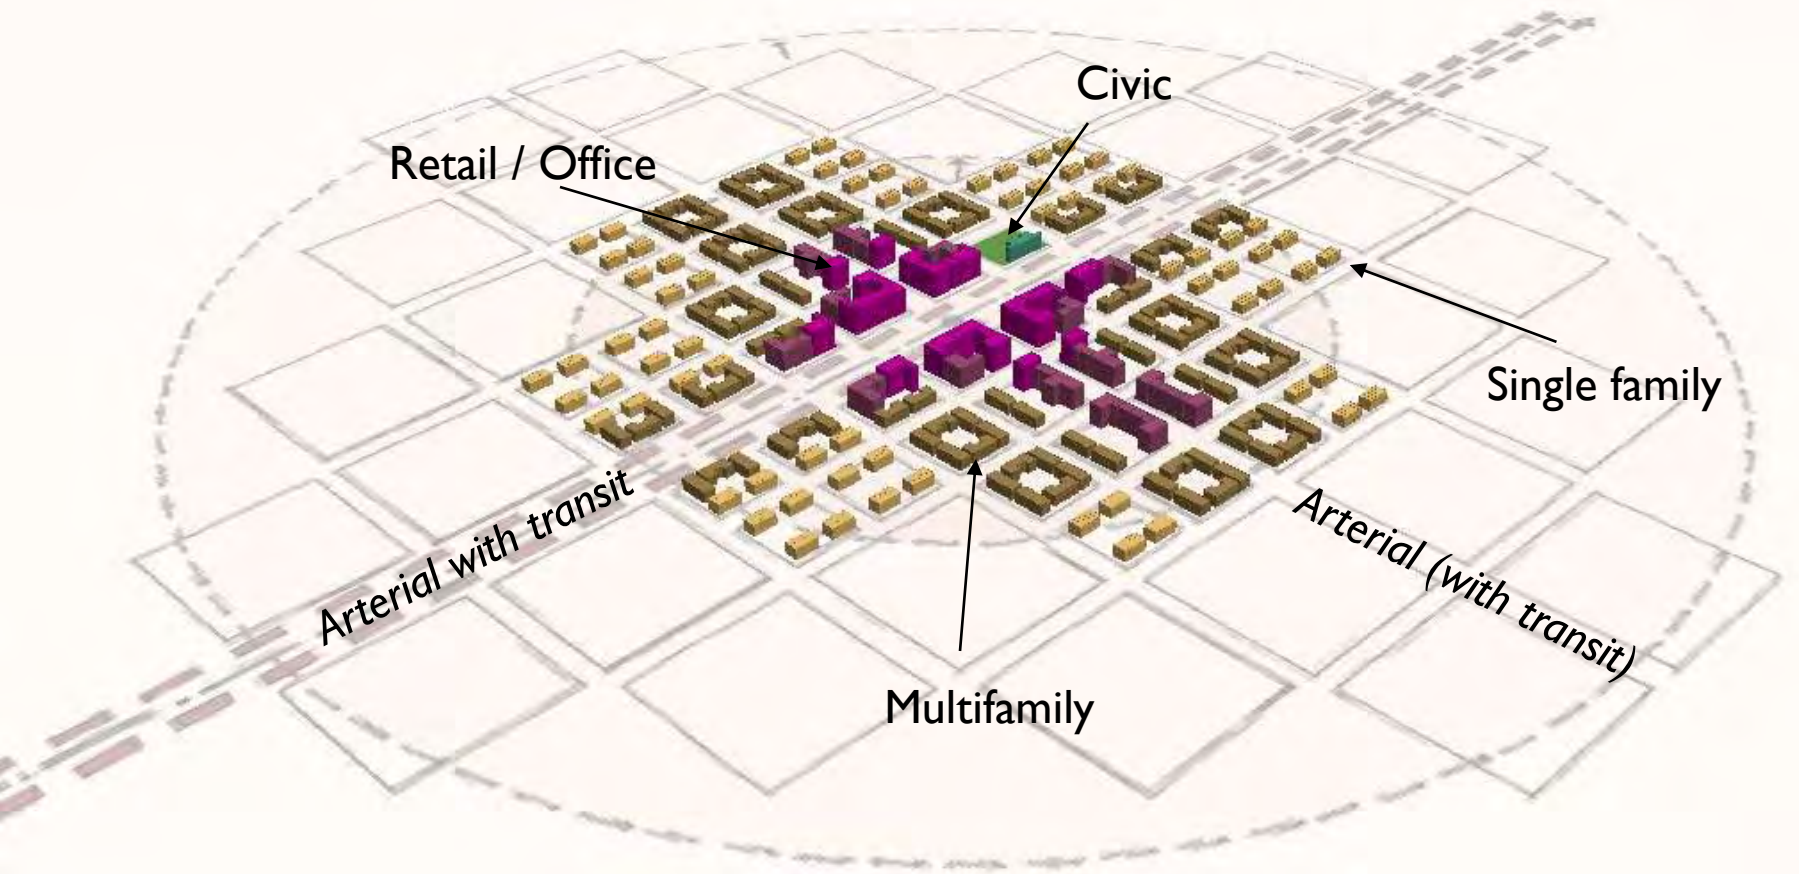 Civic
Retail / Office
Single family
Arterial with transit
Arterial (with transit)
Multifamily